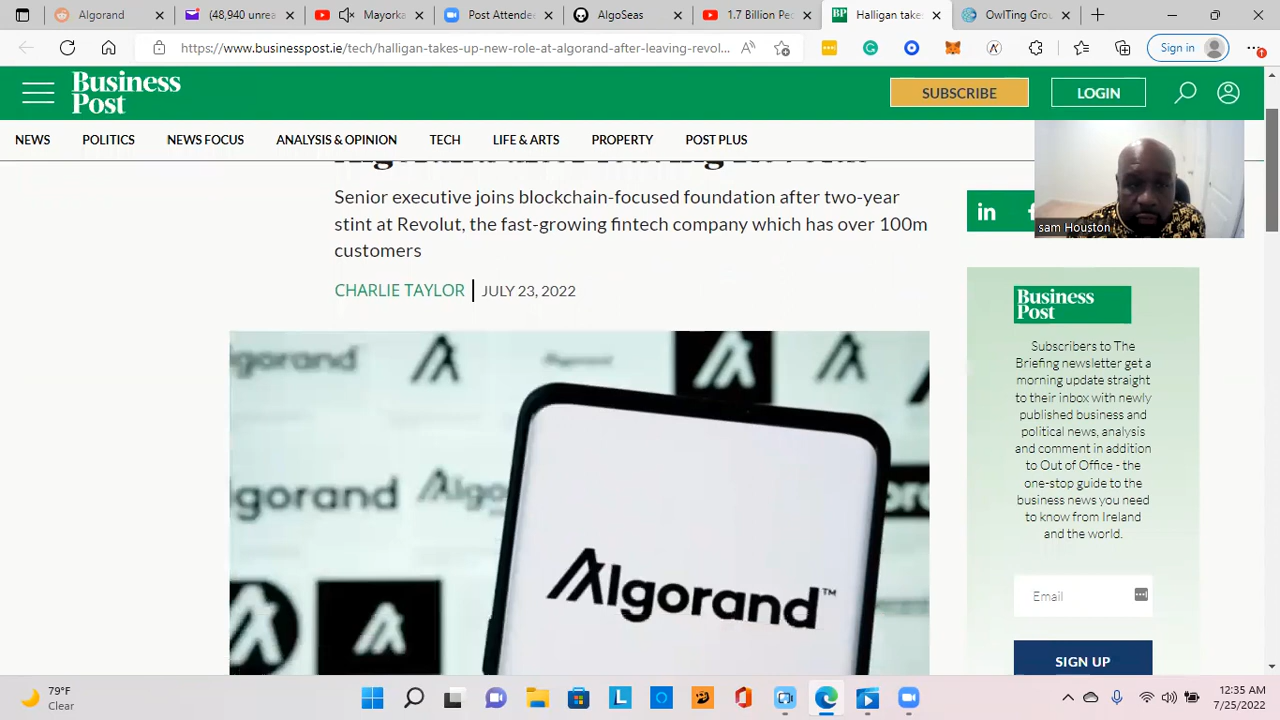 Algorand
(48,940 unrea
Mayorka
Post Attende
AlgoSeas
1.7 Billion Pec
BP
Halligan take
OwlTing Grou
https://www.businesspost.ie/tech/halligan-takes-up-new-role-at-algorand-after-leaving-revol...
Sign in
Business
Post
SUBSCRIBE
LOGIN
NEWS
POLITICS
NEWS FOCUS
ANALYSIS & OPINION
TECH
LIFE & ARTS
PROPERTY
POST PLUS
Senior executive joins blockchain-focused foundation after two-year
stint at Revolut, the fast-growing fintech company which has over 100m
customers
CHARLIE TAYLOR | JULY 23, 2022
in
f
sam Houston
gorand
gorand
Algo
Algorand™
Business
Post
Subscribers to The
Briefing newsletter get a
morning update straight
to their inbox with newly
published business and
political news, analysis
and comment in addition
to Out of Office - the
one-stop guide to the
business news you need
to know from Ireland
and the world.
Email
SIGN UP
79°F
Clear
12:35 AM
7/25/2022